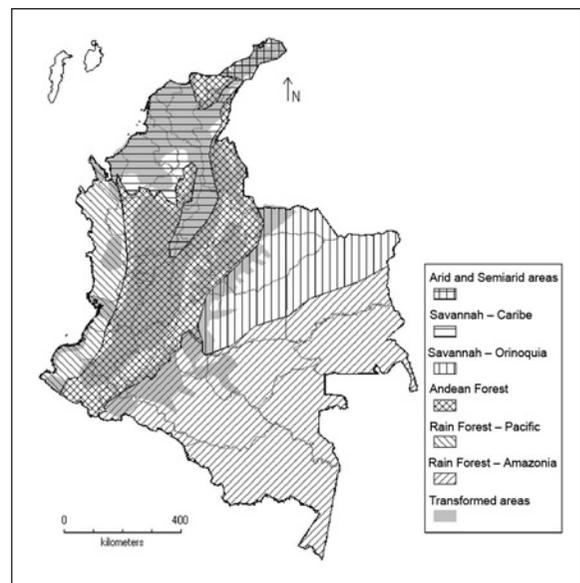 N
Arid and Semiarid areas
Savannah – Caribe
Savannah – Orinoquia
Andean Forest
Rain Forest – Pacific
Rain Forest – Amazonia
Transformed areas
0 400
kilometers